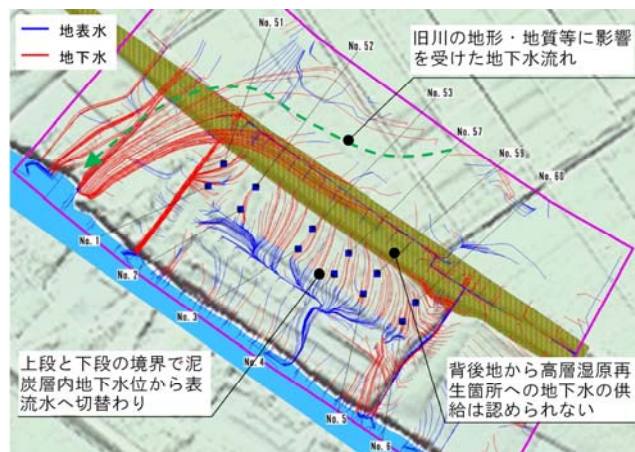 地表水
地下水
旧川の地形・地質等に影響
を受けた地下水流れ
No. 51
No. 52
No. 53
No. 57
No. 59
No. 60
No. 1
No. 2
No. 3
No. 4
No. 5
No. 6
上段と下段の境界で泥
炭層内地下水位から表
流水へ切替わり
背後地から高層湿原再
生箇所への地下水の供
給は認められない